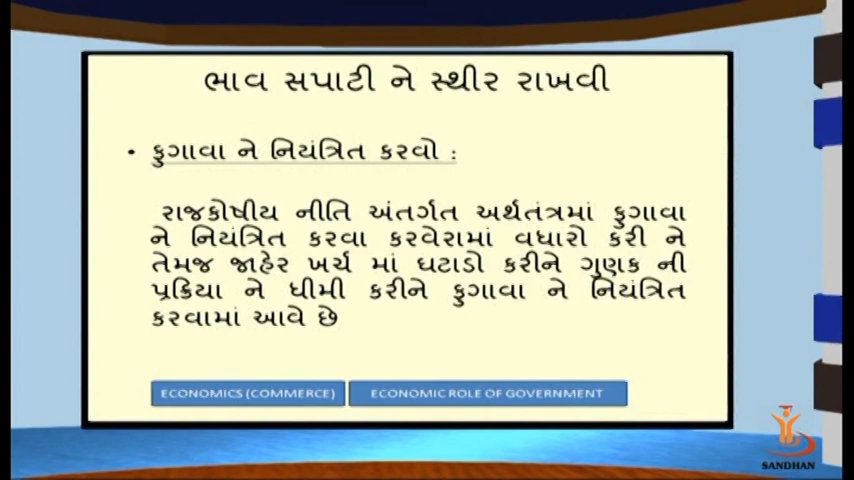 ભાવ સપાટી ને સ્થીર રાખવી
• ફુગાવા ને નિયંત્રિત કરવો :
રાજકોષીય નીતિ અંતર્ગત અર્થતંત્રમાં ફુગાવા
ને નિયંત્રિત કરવા કરવેરામાં વધારો કરી ને
તેમજ જાહેર ખર્ચ માં ઘટાડો કરીને ગુણક ની
પ્રક્રિયા ને ધીમી કરીને ફુગાવા ને નિયંત્રિત
કરવામાં આવે છે
ECONOMICS (COMMERCE)
ECONOMIC ROLE OF GOVERNMENT
SANDHAN